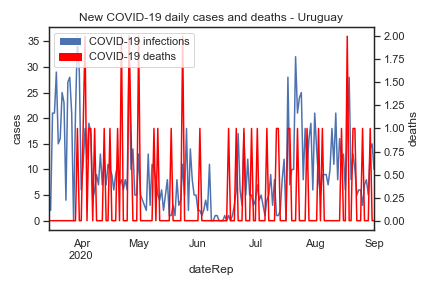 New COVID-19 daily cases and deaths - Uruguay
COVID-19 infections
COVID-19 deaths
cases
35
30
25
20
15
10
5
0
2.00
1.75
1.50
1.25
1.00
0.75
0.50
0.25
0.00
deaths
Apr May Jun Jul Aug Sep
2020
dateRep